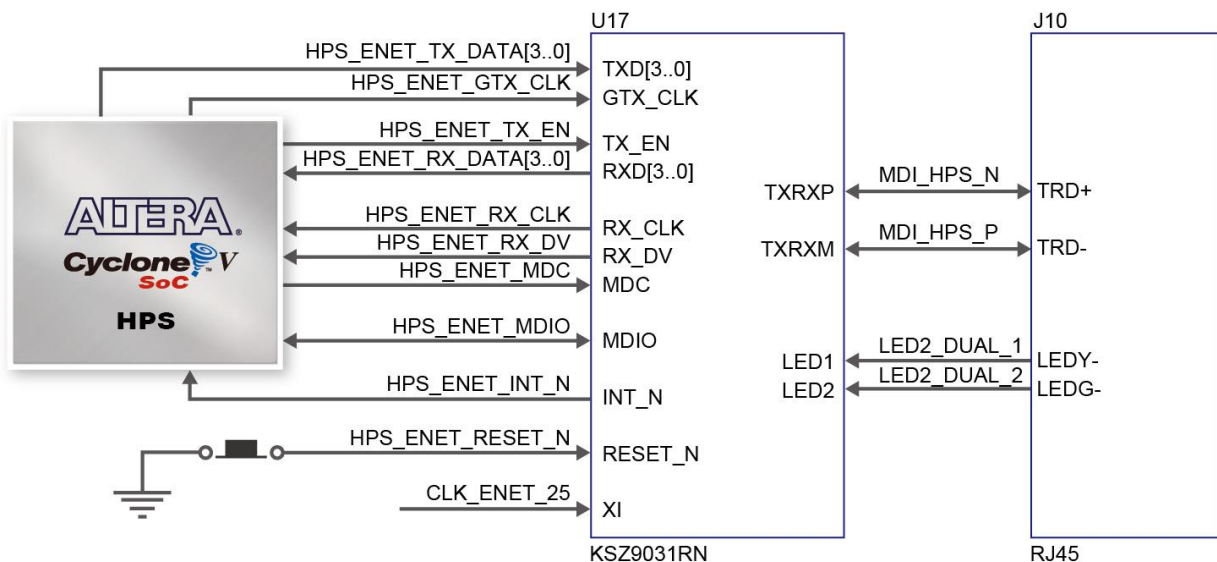 U17
J10
HPS_ENET_TX_DATA[3..0]
TXD[3..0]
HPS_ENET_GTX_CLK
GTX_CLK
HPS_ENET_TX_EN
TX_EN
HPS_ENET_RX_DATA[3..0]
RXD[3..0]
HPS_ENET_RX_CLK
RX_CLK
HPS_ENET_RX_DV
RX_DV
HPS_ENET_MDC
MDC
HPS_ENET_MDIO
MDIO
HPS_ENET_INT_N
INT_N
HPS_ENET_RESET_N
RESET_N
CLK_ENET_25
XI
ALTERA®
Cyclone™ V
SoC
HPS
TXRXP
MDI_HPS_N
TRD+
TXRXM
MDI_HPS_P
TRD-
LED1
LED2_DUAL_1
LEDY-
LED2
LED2_DUAL_2
LEDG-
KSZ9031RN
RJ45